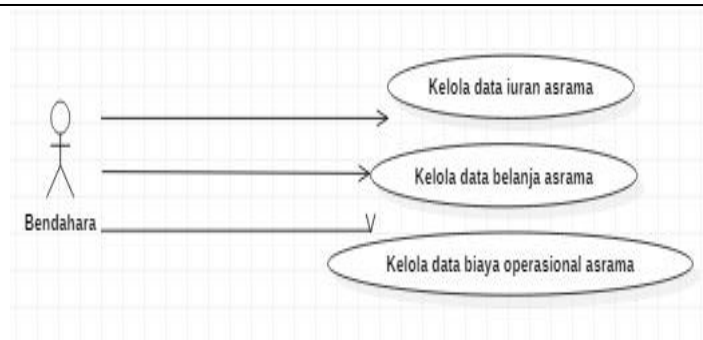 Kelola data iuran asrama
Kelola data belanja asrama
Bendahara
Kelola data biaya operasional asrama